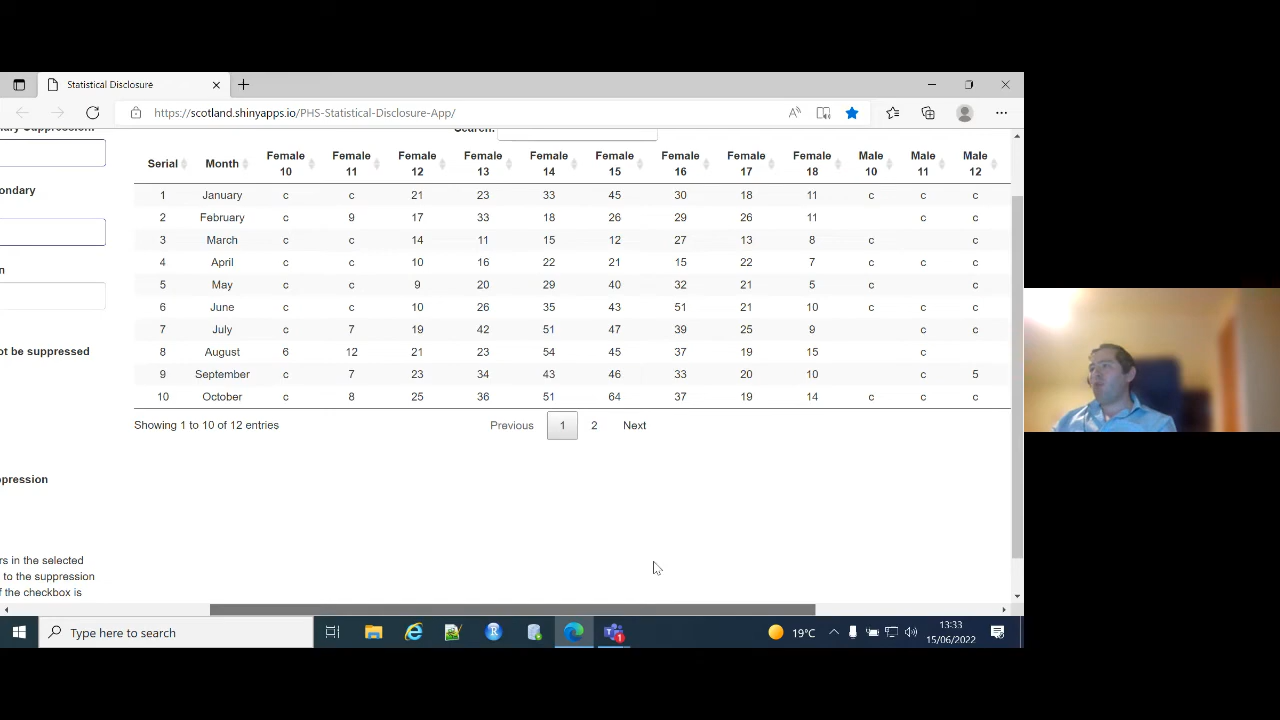 Statistical Disclosure
https://scotland.shinyapps.io/PHS-Statistical-Disclosure-App/
Search:
Serial Month Female 10 Female 11 Female 12 Female 13 Female 14 Female 15 Female 16 Female 17 Female 18 Male 10 Male 11 Male 12
1 January c c 21 23 33 45 30 18 11 c c c
2 February c 9 17 33 18 26 29 26 11 c c
3 March c c 14 11 15 12 27 13 8 c c
4 April c c 10 16 22 21 15 22 7 c c c
5 May c c 9 20 29 40 32 21 5 c c
6 June c c 10 26 35 43 51 21 10 c c c
7 July c 7 19 42 51 47 39 25 9 c c
8 August 6 12 21 23 54 45 37 19 15 c
9 September c 7 23 34 43 46 33 20 10 c 5
10 October c 8 25 36 51 64 37 19 14 c c c
Showing 1 to 10 of 12 entries Previous 1 2 Next
ondary
n
ot be suppressed
pression
rs in the selected
to the suppression
f the checkbox is
Type here to search
1
19°C
13:33
15/06/2022